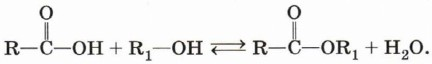 O O
R—C—OH + R₁—OH ⇄ R—C—OR₁ + H₂O.